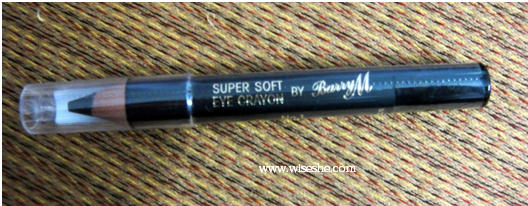 SUPER SOFT
EYE CRAYON BY Barry M
www.wiseshe.com